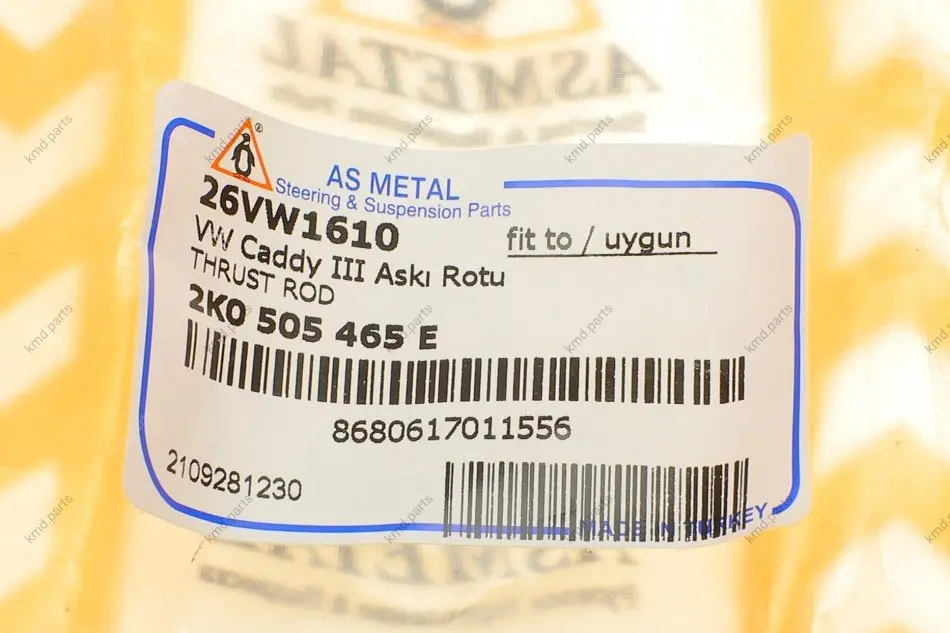 ASMETAL
®
AS METAL
Steering & Suspension Parts
26VW1610
fit to / uygun
VW Caddy III Askı Rotu
THRUST ROD
2K0 505 465 E
8680617011556
2109281230
MADE IN TURKEY
kmd.parts